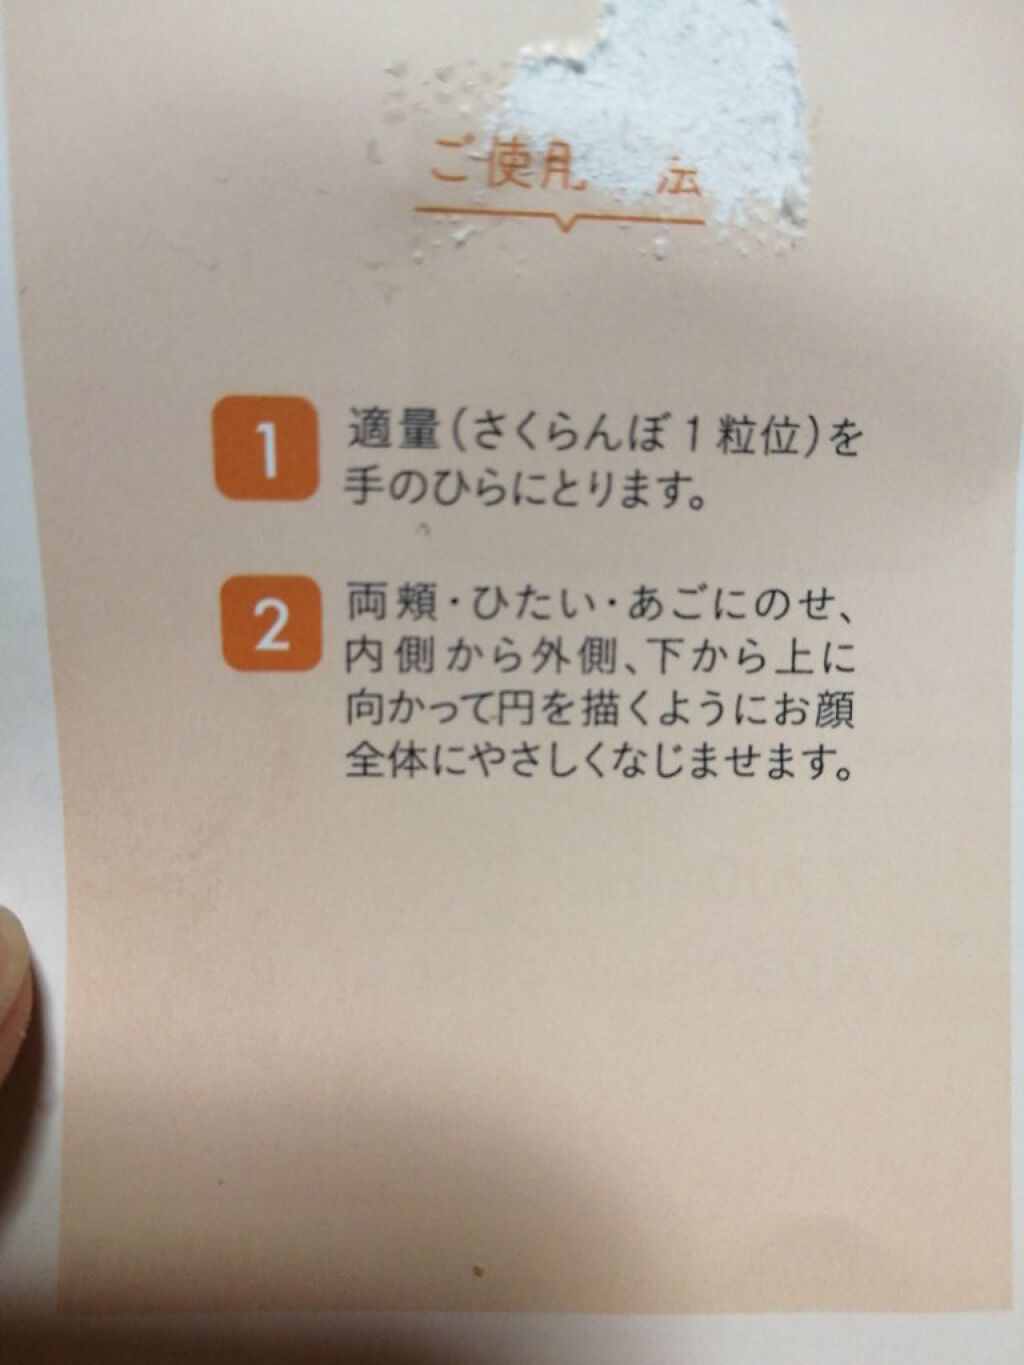 ご使用 法
1
適量(さくらんぼ1粒位)を
手のひらにとります。
2
両頬・ひたい・あごにのせ、
内側から外側、下から上に
向かって円を描くようにお顔
全体にやさしくなじませます。